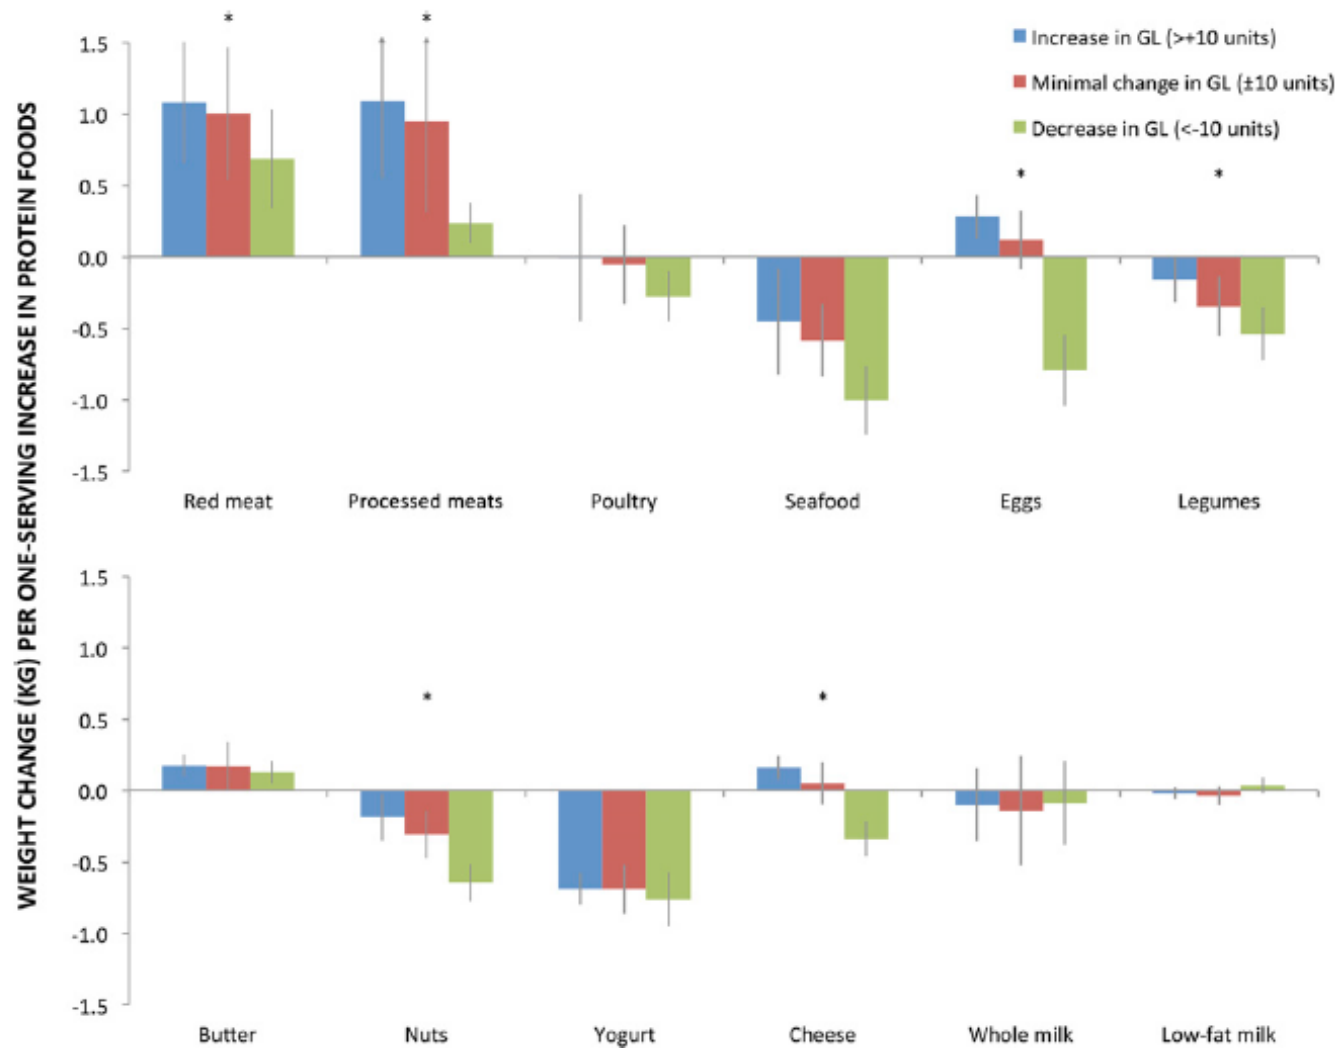 WEIGHT CHANGE (KG) PER ONE-SERVING INCREASE IN PROTEIN FOODS
* * 
Increase in GL (>+10 units)
Minimal change in GL (±10 units)
Decrease in GL (<-10 units)
* *
1.5
1.0
0.5
0.0
-0.5
-1.0
-1.5
Red meat Processed meats Poultry Seafood Eggs Legumes
1.5
1.0
0.5
0.0
-0.5
-1.0
-1.5
* *
Butter Nuts Yogurt Cheese Whole milk Low-fat milk